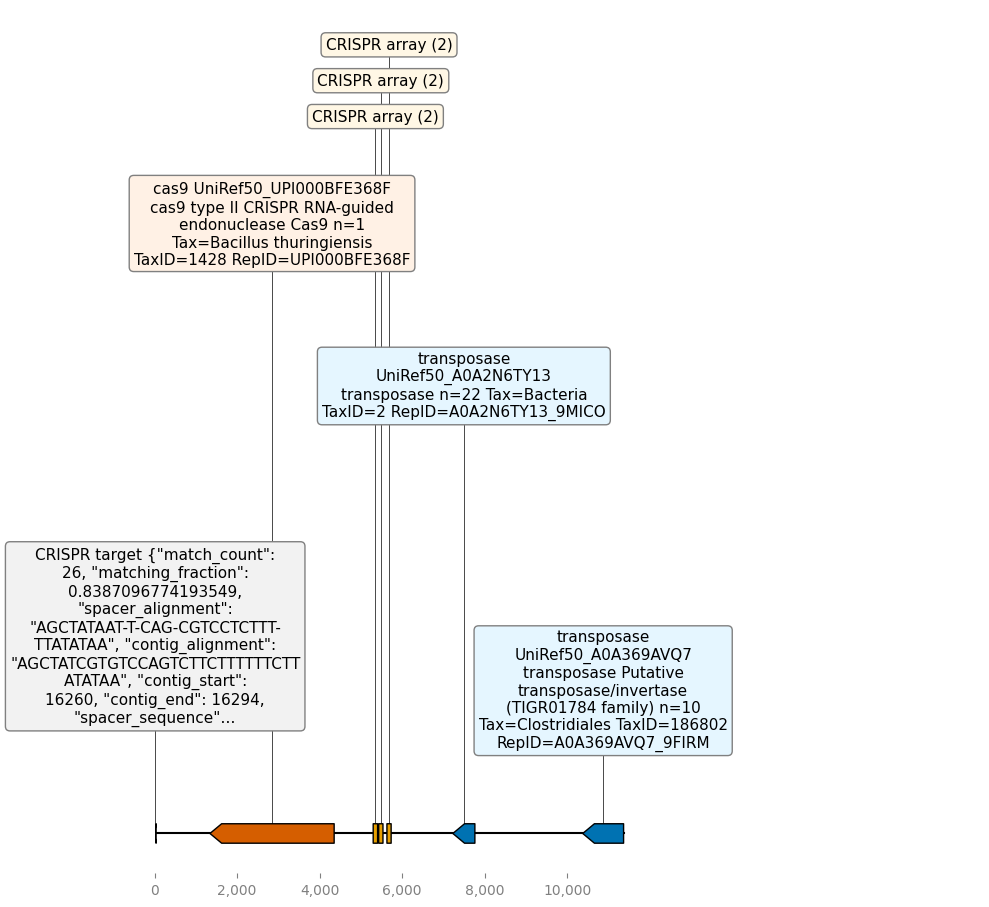 CRISPR array (2)
CRISPR array (2)
CRISPR array (2)
cas9 UniRef50_UPI000BFE368F
cas9 type II CRISPR RNA-guided
endonuclease Cas9 n=1
Tax=Bacillus thuringiensis
TaxID=1428 RepID=UPI000BFE368F
transposase
UniRef50_A0A2N6TY13
transposase n=22 Tax=Bacteria
TaxID=2 RepID=A0A2N6TY13_9MICO
CRISPR target {"match_count":
26, "matching_fraction":
0.8387096774193549,
"spacer_alignment":
"AGCTATAAT-T-CAG-CGTCCTCTTT-
TTATATAA", "contig_alignment":
"AGCTATCGTGTCCAGTCTTCTTTTTTCTT
ATATAA", "contig_start":
16260, "contig_end": 16294,
"spacer_sequence"...
transposase
UniRef50_A0A369AVQ7
transposase Putative
transposase/invertase
(TIGR01784 family) n=10
Tax=Clostridiales TaxID=186802
RepID=A0A369AVQ7_9FIRM
0 2,000 4,000 6,000 8,000 10,000